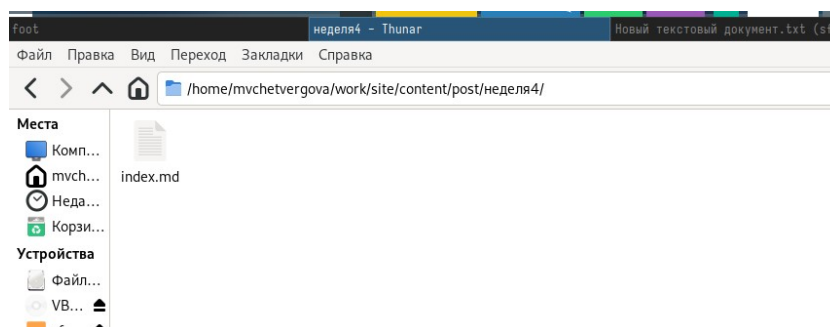 foot
неделя4 – Thunar
Новый текстовый документ.txt
Файл Правка Вид Переход Закладки Справка
/home/mvchetvergova/work/site/content/post/неделя4/
Места
Комп...
mvch...
Неда...
Корзи...
Устройства
Файл...
VB...
index.md